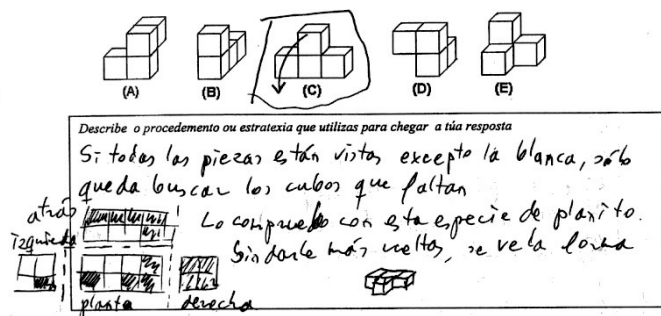 (A) (B) (C) (D) (E)
Describe o procedemento ou estratexia que utilizas para chegar a túa resposta
Si todas las piezas están vistas excepto la blanca, sólo
queda buscar los cubos que faltan
atrás
Lo compruebo con esta especie de planito.
izquierda
Sin darle más vueltas, se ve la forma
planta derecha